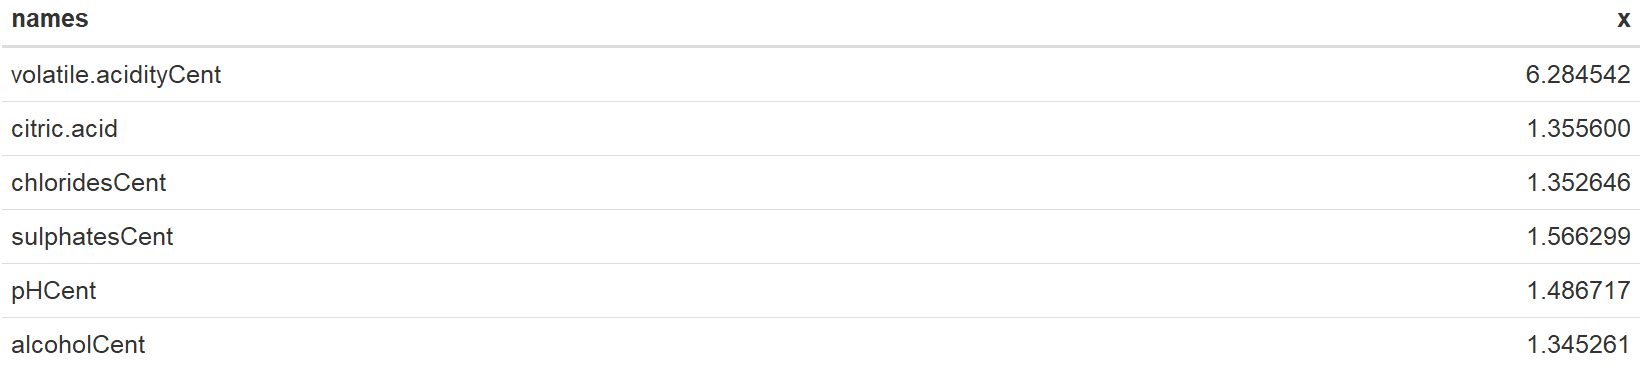 names x
volatile.acidityCent 6.284542
citric.acid 1.355600
chloridesCent 1.352646
sulphatesCent 1.566299
pHCent 1.486717
alcoholCent 1.345261